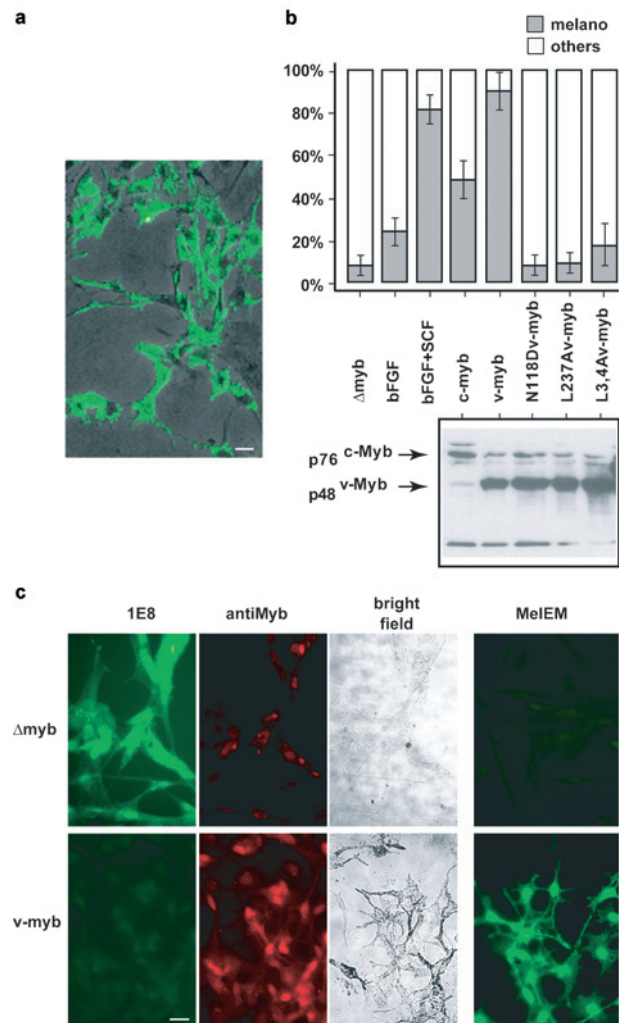 a
b
melano
others
100%
80%
60%
40%
20%
0%
Δmyb
bFGF
bFGF+SCF
c-myb
v-myb
N118Dv-myb
L237Av-myb
L3,4Av-myb
p76 c-Myb
p48 v-Myb
c
1E8 antiMyb bright field MelEM
Δmyb
v-myb